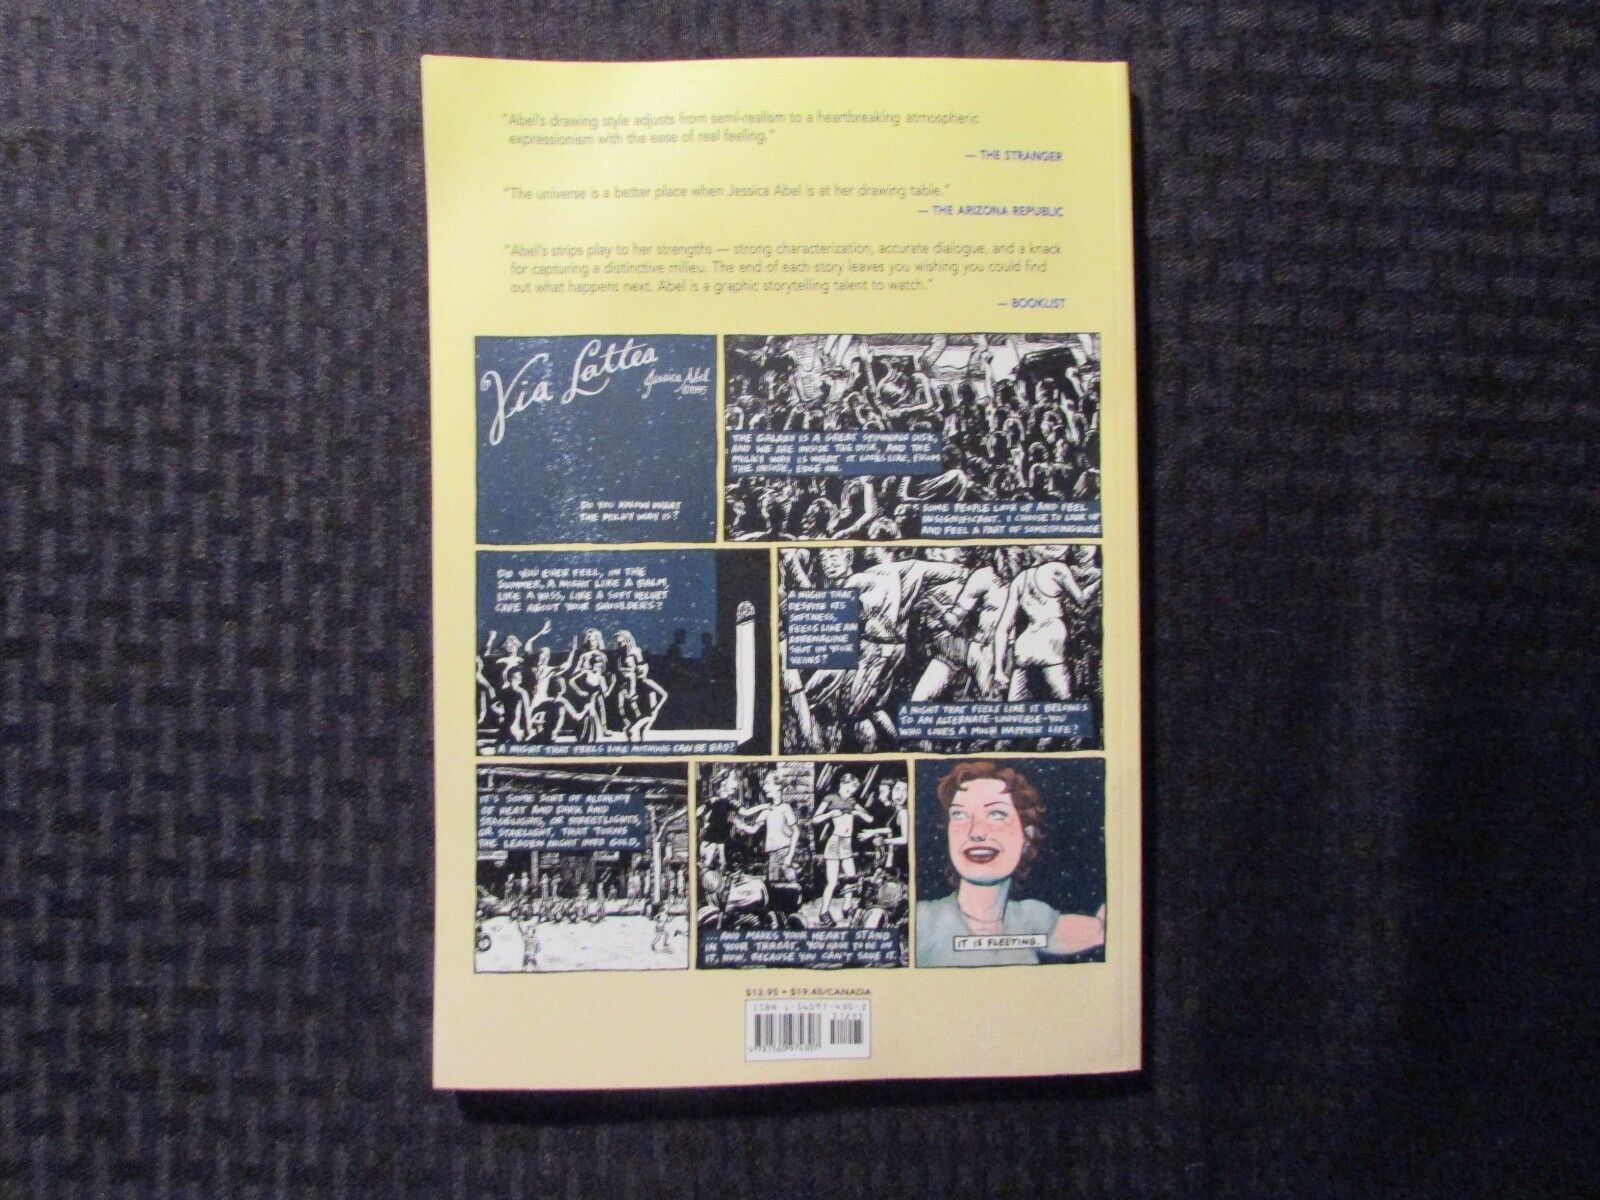 "Abel's drawing style adjusts from semi-realism to a heartbreaking atmospheric
expressionism with the ease of real feeling."
— THE STRANGER
"The universe is a better place when Jessica Abel is at her drawing table."
— THE ARIZONA REPUBLIC
"Abel's strips play to her strengths — strong characterization, accurate dialogue, and a knack
for capturing a distinctive milieu. The end of each story leaves you wishing you could find
out what happens next. Abel is a graphic storytelling talent to watch."
— BOOKLIST
Via Lattea
Jessica Abel
DO YOU KNOW WHAT
THE MILKY WAY IS?
THE GALAXY IS A GREAT SPINNING DISK,
AND WE ARE INSIDE THE DISK, AND THE
MILKY WAY IS WHAT IT LOOKS LIKE, FROM
THE INSIDE, EDGE ON.
SOME PEOPLE LOOK UP AND FEEL
INSIGNIFICANT. I CHOOSE TO LOOK UP
AND FEEL A PART OF SOMETHING HUGE
DO YOU EVER FEEL, IN THE
SUMMER, A NIGHT LIKE A BALM,
LIKE A KISS, LIKE A SOFT VELVET
CAPE ABOUT YOUR SHOULDERS?
A NIGHT THAT FEELS LIKE NOTHING CAN BE BAD?
A NIGHT THAT,
DESPITE ITS
SOFTNESS,
FEELS LIKE AN
ADRENALINE
SHOT IN YOUR
VEINS?
A NIGHT THAT FEELS LIKE IT BELONGS
TO AN ALTERNATE-UNIVERSE-YOU
WHO LIVES A MUCH HAPPIER LIFE?
IT'S SOME SORT OF ALCHEMY
OF HEAT AND DARK AND
STAGELIGHTS, OR STREETLIGHTS,
OR STARLIGHT, THAT TURNS
THE LEADEN NIGHT INTO GOLD,
... AND MAKES YOUR HEART STAND
IN YOUR THROAT. YOU HAVE TO BE IN
IT, NOW, BECAUSE YOU CAN'T SAVE IT.
IT IS FLEETING.
$12.95 • $19.45/CANADA
ISBN 1-56097-430-3
51295
9 781560 974307